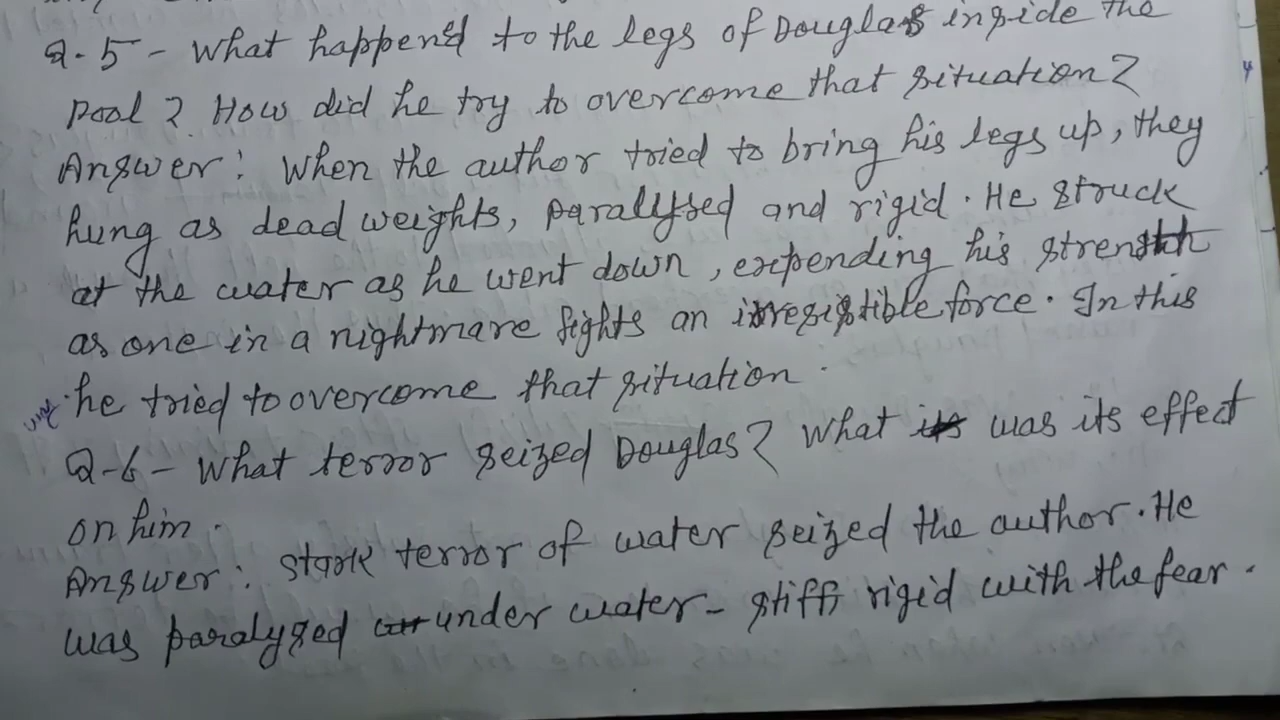 Q.5 - What happend to the legs of Douglas inside the
Pool? How did he try to overcome that situation?
Answer: When the author tried to bring his legs up, they
hung as dead weights, paralysed and rigid. He struck
at the water as he went down, expending his strenth
as one in a nightmare fights an irresistible force. In this
he tried to overcome that situation.
Q-6 - What terror seized Douglas? What was its effect
on him.
Answer: Stark terror of water seized the author. He
was paralyzed under water - stiff, rigid with the fear.